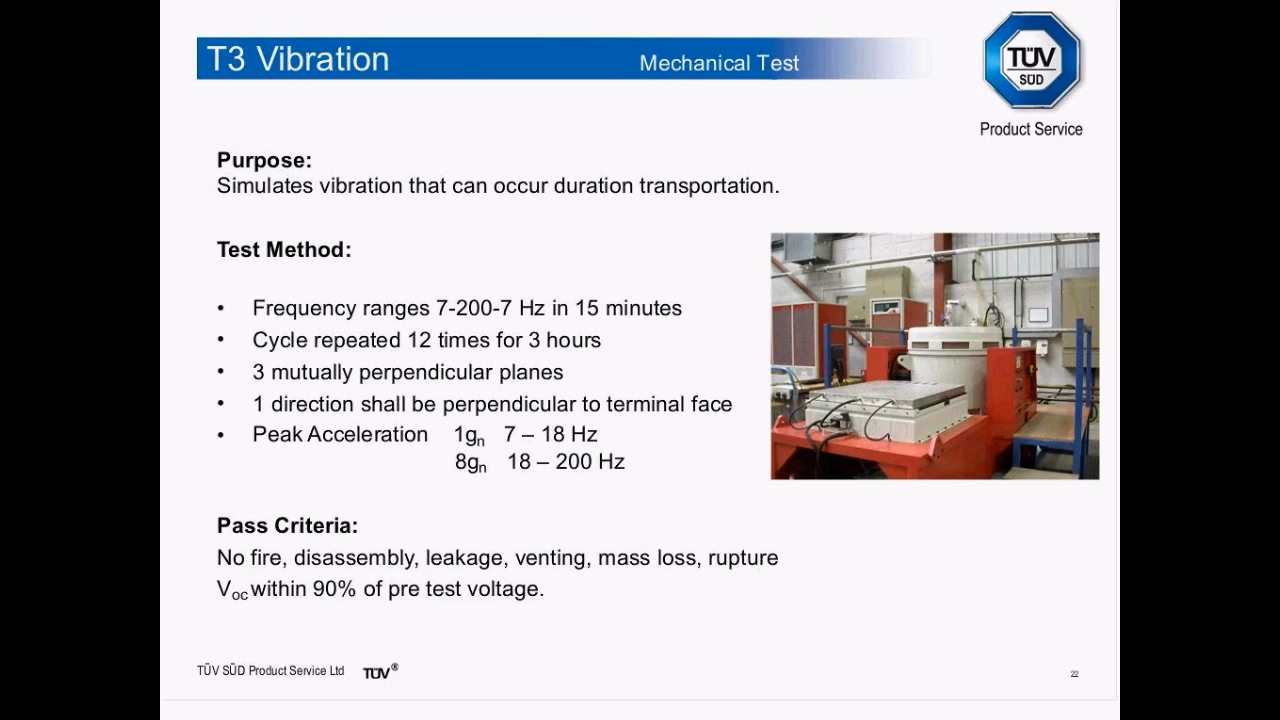 T3 Vibration Mechanical Test
TÜV
SÜD
Product Service
Purpose:
Simulates vibration that can occur duration transportation.
Test Method:
• Frequency ranges 7-200-7 Hz in 15 minutes
• Cycle repeated 12 times for 3 hours
• 3 mutually perpendicular planes
• 1 direction shall be perpendicular to terminal face
• Peak Acceleration 1gn 7 – 18 Hz
8gn 18 – 200 Hz
Pass Criteria:
No fire, disassembly, leakage, venting, mass loss, rupture
Voc within 90% of pre test voltage.
TÜV SÜD Product Service Ltd TÜV® 22